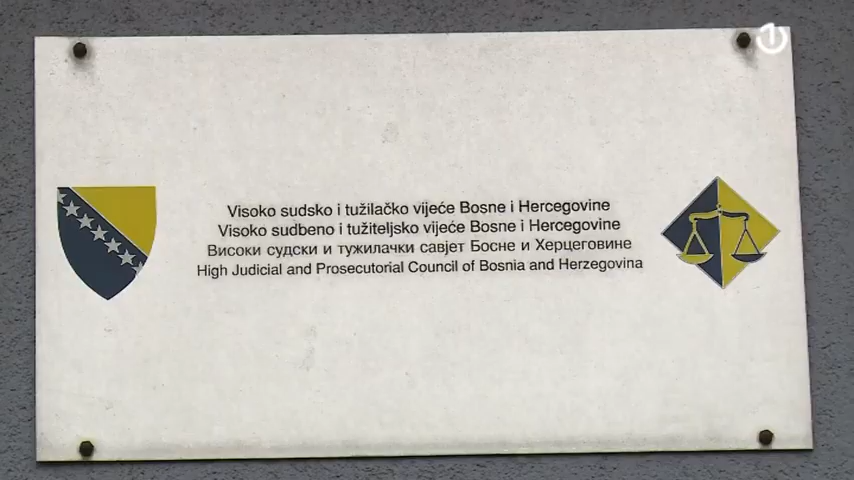 1
Visoko sudsko i tužilačko vijeće Bosne i Hercegovine
Visoko sudbeno i tužiteljsko vijeće Bosne i Hercegovine
Високи судски и тужилачки савјет Босне и Херцеговине
High Judicial and Prosecutorial Council of Bosnia and Herzegovina